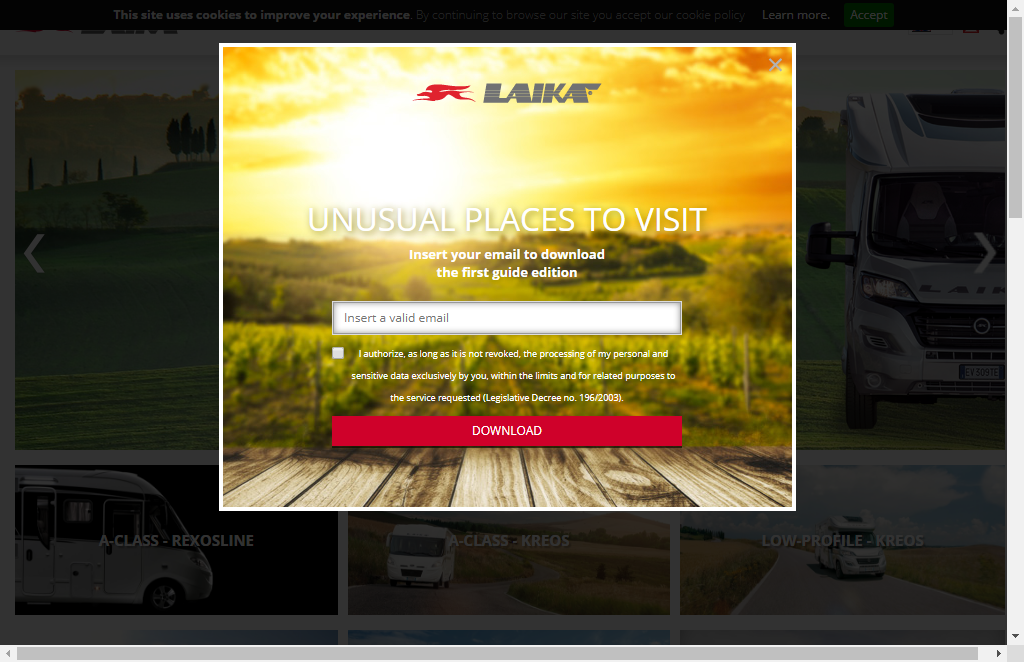 This site uses cookies to improve your experience. By continuing to browse our site you accept our cookie policy Learn more. Accept
LAIKA
UNUSUAL PLACES TO VISIT
Insert your email to download
the first guide edition
Insert a valid email
I authorize, as long as it is not revoked, the processing of my personal and
sensitive data exclusively by you, within the limits and for related purposes to
the service requested (Legislative Decree no. 196/2003).
DOWNLOAD
LAIKA
A-CLASS - REXOSLINE
A-CLASS - KREOS
LOW-PROFILE - KREOS